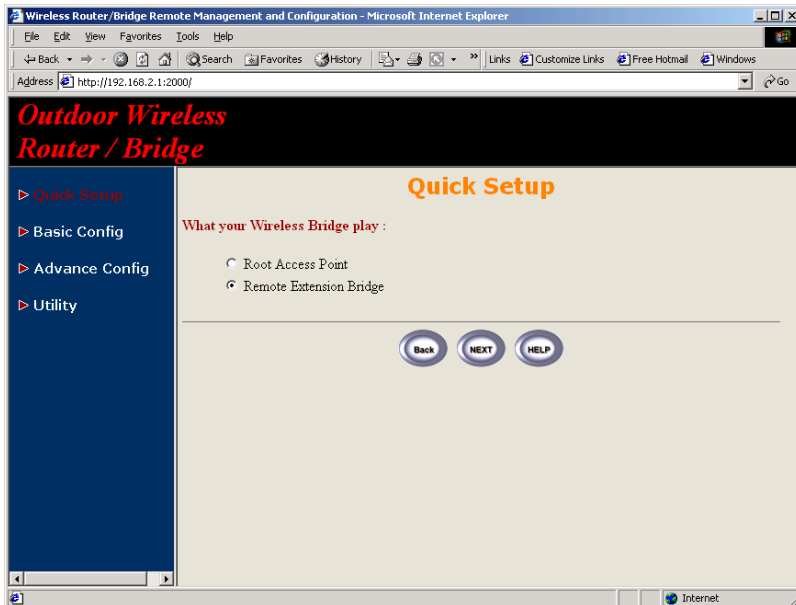 Wireless Router/Bridge Remote Management and Configuration - Microsoft Internet Explorer
File Edit View Favorites Tools Help
Back Search Favorites History » Links Customize Links Free Hotmail Windows
Address http://192.168.2.1:2000/ Go
Outdoor Wireless
Router / Bridge
Quick Setup
Basic Config
Advance Config
Utility
Quick Setup
What your Wireless Bridge play :
Root Access Point
Remote Extension Bridge
Back NEXT HELP
Internet